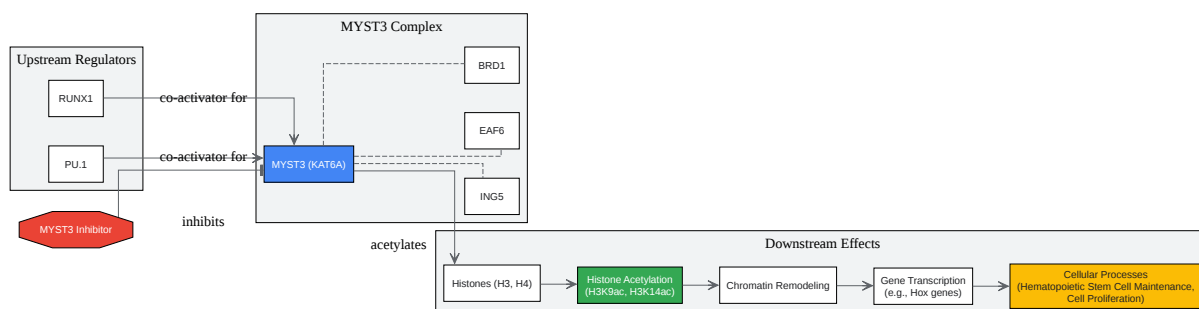 MYST3 Complex
Upstream Regulators
BRD1
RUNX1
co-activator for
EAF6
PU.1
co-activator for
MYST3 (KAT6A)
ING5
MYST3 Inhibitor
inhibits
acetylates
Downstream Effects
Histones (H3, H4)
Histone Acetylation
(H3K9ac, H3K14ac)
Chromatin Remodeling
Gene Transcription
(e.g., Hox genes)
Cellular Processes
(Hematopoietic Stem Cell Maintenance,
Cell Proliferation)